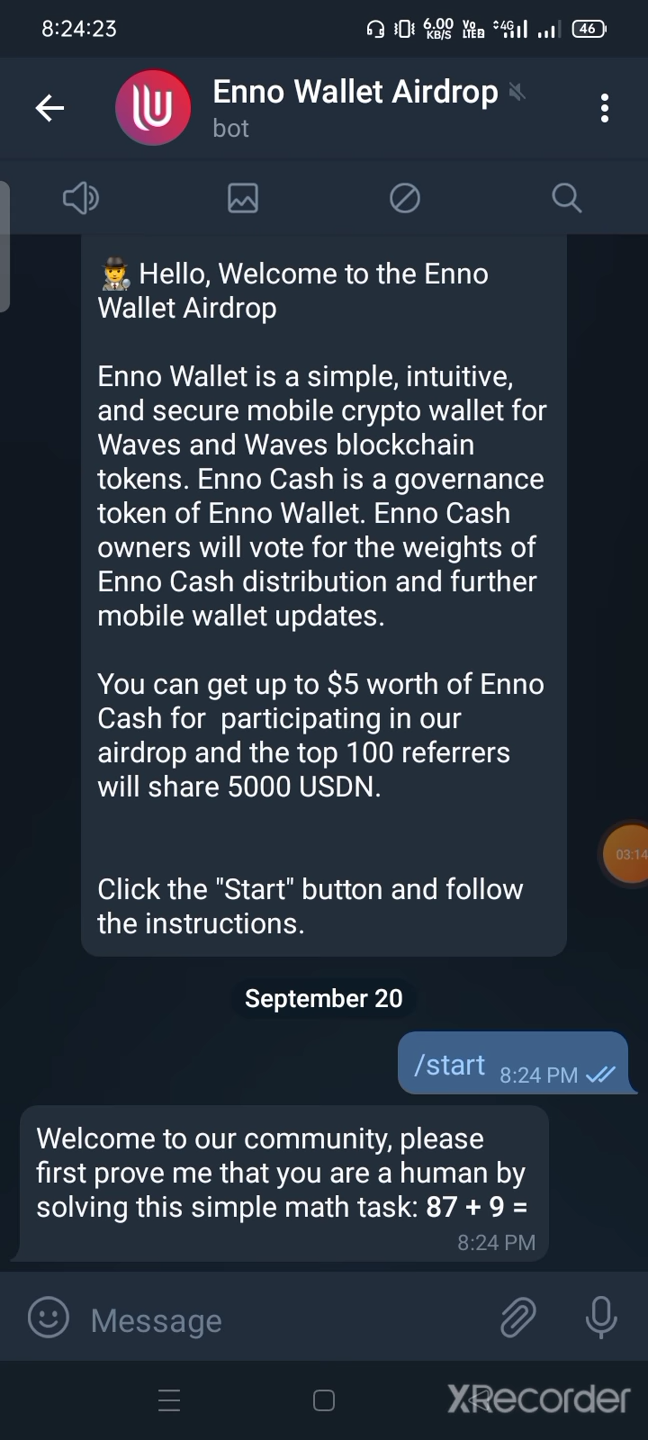 8:24:23
6.00
KB/S
Vo
LTE
4G
46
Enno Wallet Airdrop
bot
Hello, Welcome to the Enno
Wallet Airdrop
Enno Wallet is a simple, intuitive,
and secure mobile crypto wallet for
Waves and Waves blockchain
tokens. Enno Cash is a governance
token of Enno Wallet. Enno Cash
owners will vote for the weights of
Enno Cash distribution and further
mobile wallet updates.
You can get up to $5 worth of Enno
Cash for  participating in our
airdrop and the top 100 referrers
will share 5000 USDN.
Click the "Start" button and follow
the instructions.
03:14
September 20
/start 8:24 PM
Welcome to our community, please
first prove me that you are a human by
solving this simple math task: 87 + 9 =
8:24 PM
Message
XRecorder